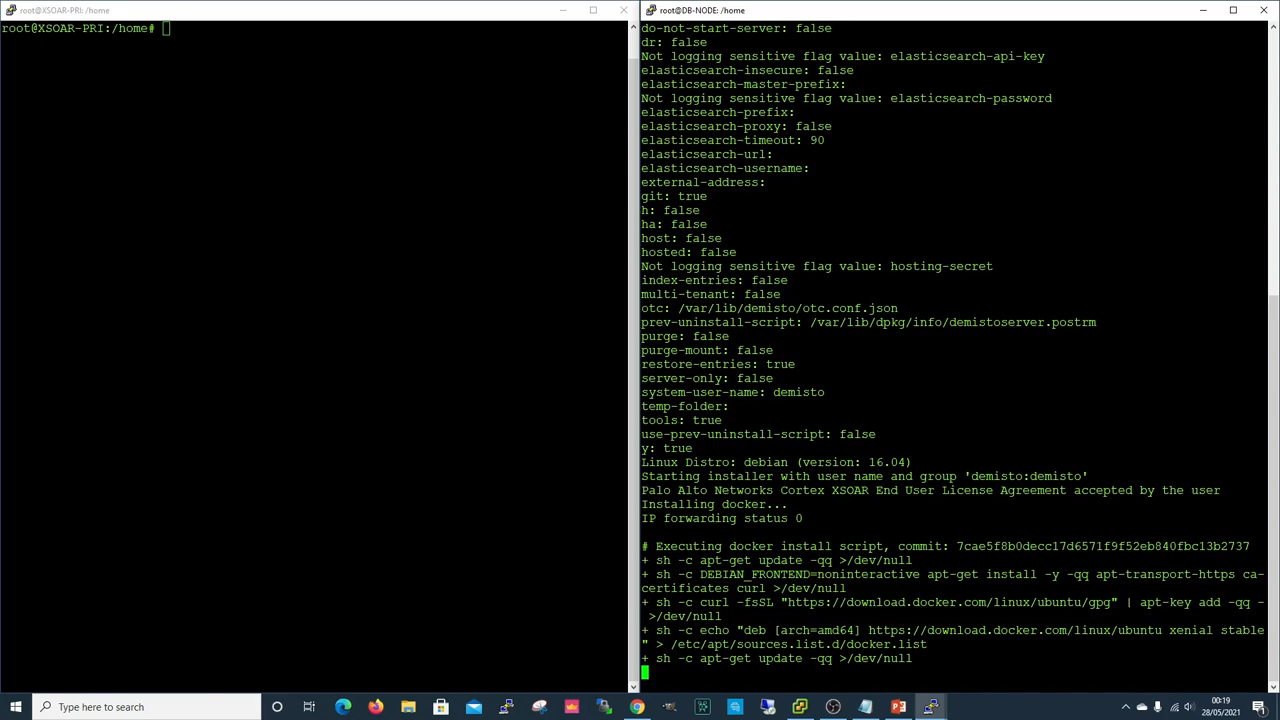 root@XSOAR-PRI: /home
root@XSOAR-PRI:/home#
root@DB-NODE: /home
do-not-start-server: false
dr: false
Not logging sensitive flag value: elasticsearch-api-key
elasticsearch-insecure: false
elasticsearch-master-prefix:
Not logging sensitive flag value: elasticsearch-password
elasticsearch-prefix:
elasticsearch-proxy: false
elasticsearch-timeout: 90
elasticsearch-url:
elasticsearch-username:
external-address:
git: true
h: false
ha: false
host: false
hosted: false
Not logging sensitive flag value: hosting-secret
index-entries: false
multi-tenant: false
otc: /var/lib/demisto/otc.conf.json
prev-uninstall-script: /var/lib/dpkg/info/demistoserver.postrm
purge: false
purge-mount: false
restore-entries: true
server-only: false
system-user-name: demisto
temp-folder:
tools: true
use-prev-uninstall-script: false
y: true
Linux Distro: debian (version: 16.04)
Starting installer with user name and group 'demisto:demisto'
Palo Alto Networks Cortex XSOAR End User License Agreement accepted by the user
Installing docker...
IP forwarding status 0
# Executing docker install script, commit: 7cae5f8b0decc17d6571f9f52eb840fbc13b2737
+ sh -c apt-get update -qq >/dev/null
+ sh -c DEBIAN_FRONTEND=noninteractive apt-get install -y -qq apt-transport-https ca-
certificates curl >/dev/null
+ sh -c curl -fsSL "https://download.docker.com/linux/ubuntu/gpg" | apt-key add -qq -
 >/dev/null
+ sh -c echo "deb [arch=amd64] https://download.docker.com/linux/ubuntu xenial stable
" > /etc/apt/sources.list.d/docker.list
+ sh -c apt-get update -qq >/dev/null
Type here to search
00:19
28/05/2021